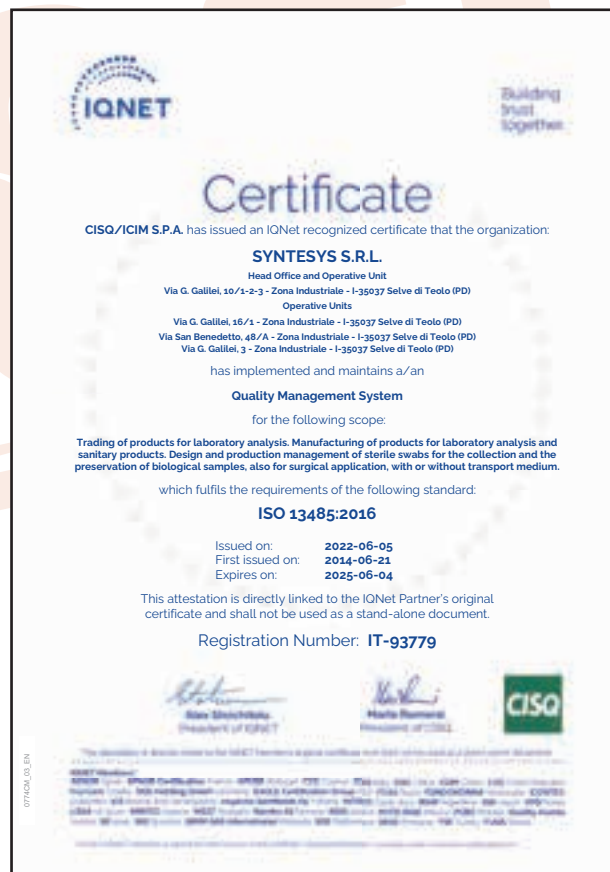 IQNET
Building
trust
together
Certificate
CISQ/ICIM S.P.A. has issued an IQNet recognized certificate that the organization:
SYNTESYS S.R.L.
Head Office and Operative Unit
Via G. Galilei, 10/1-2-3 - Zona Industriale - I-35037 Selve di Teolo (PD)
Operative Units
Via G. Galilei, 16/1 - Zona Industriale - I-35037 Selve di Teolo (PD)
Via San Benedetto, 48/A - Zona Industriale - I-35037 Selve di Teolo (PD)
Via G. Galilei, 3 - Zona Industriale - I-35037 Selve di Teolo (PD)
has implemented and maintains a/an
Quality Management System
for the following scope:
Trading of products for laboratory analysis. Manufacturing of products for laboratory analysis and
sanitary products. Design and production management of sterile swabs for the collection and the
preservation of biological samples, also for surgical application, with or without transport medium.
which fulfils the requirements of the following standard:
ISO 13485:2016
Issued on: 2022-06-05
First issued on: 2014-06-21
Expires on: 2025-06-04
This attestation is directly linked to the IQNet Partner's original
certificate and shall not be used as a stand-alone document.
Registration Number: IT-93779
President of IQNET
President of CISQ
CISQ
0774CM_03_EN